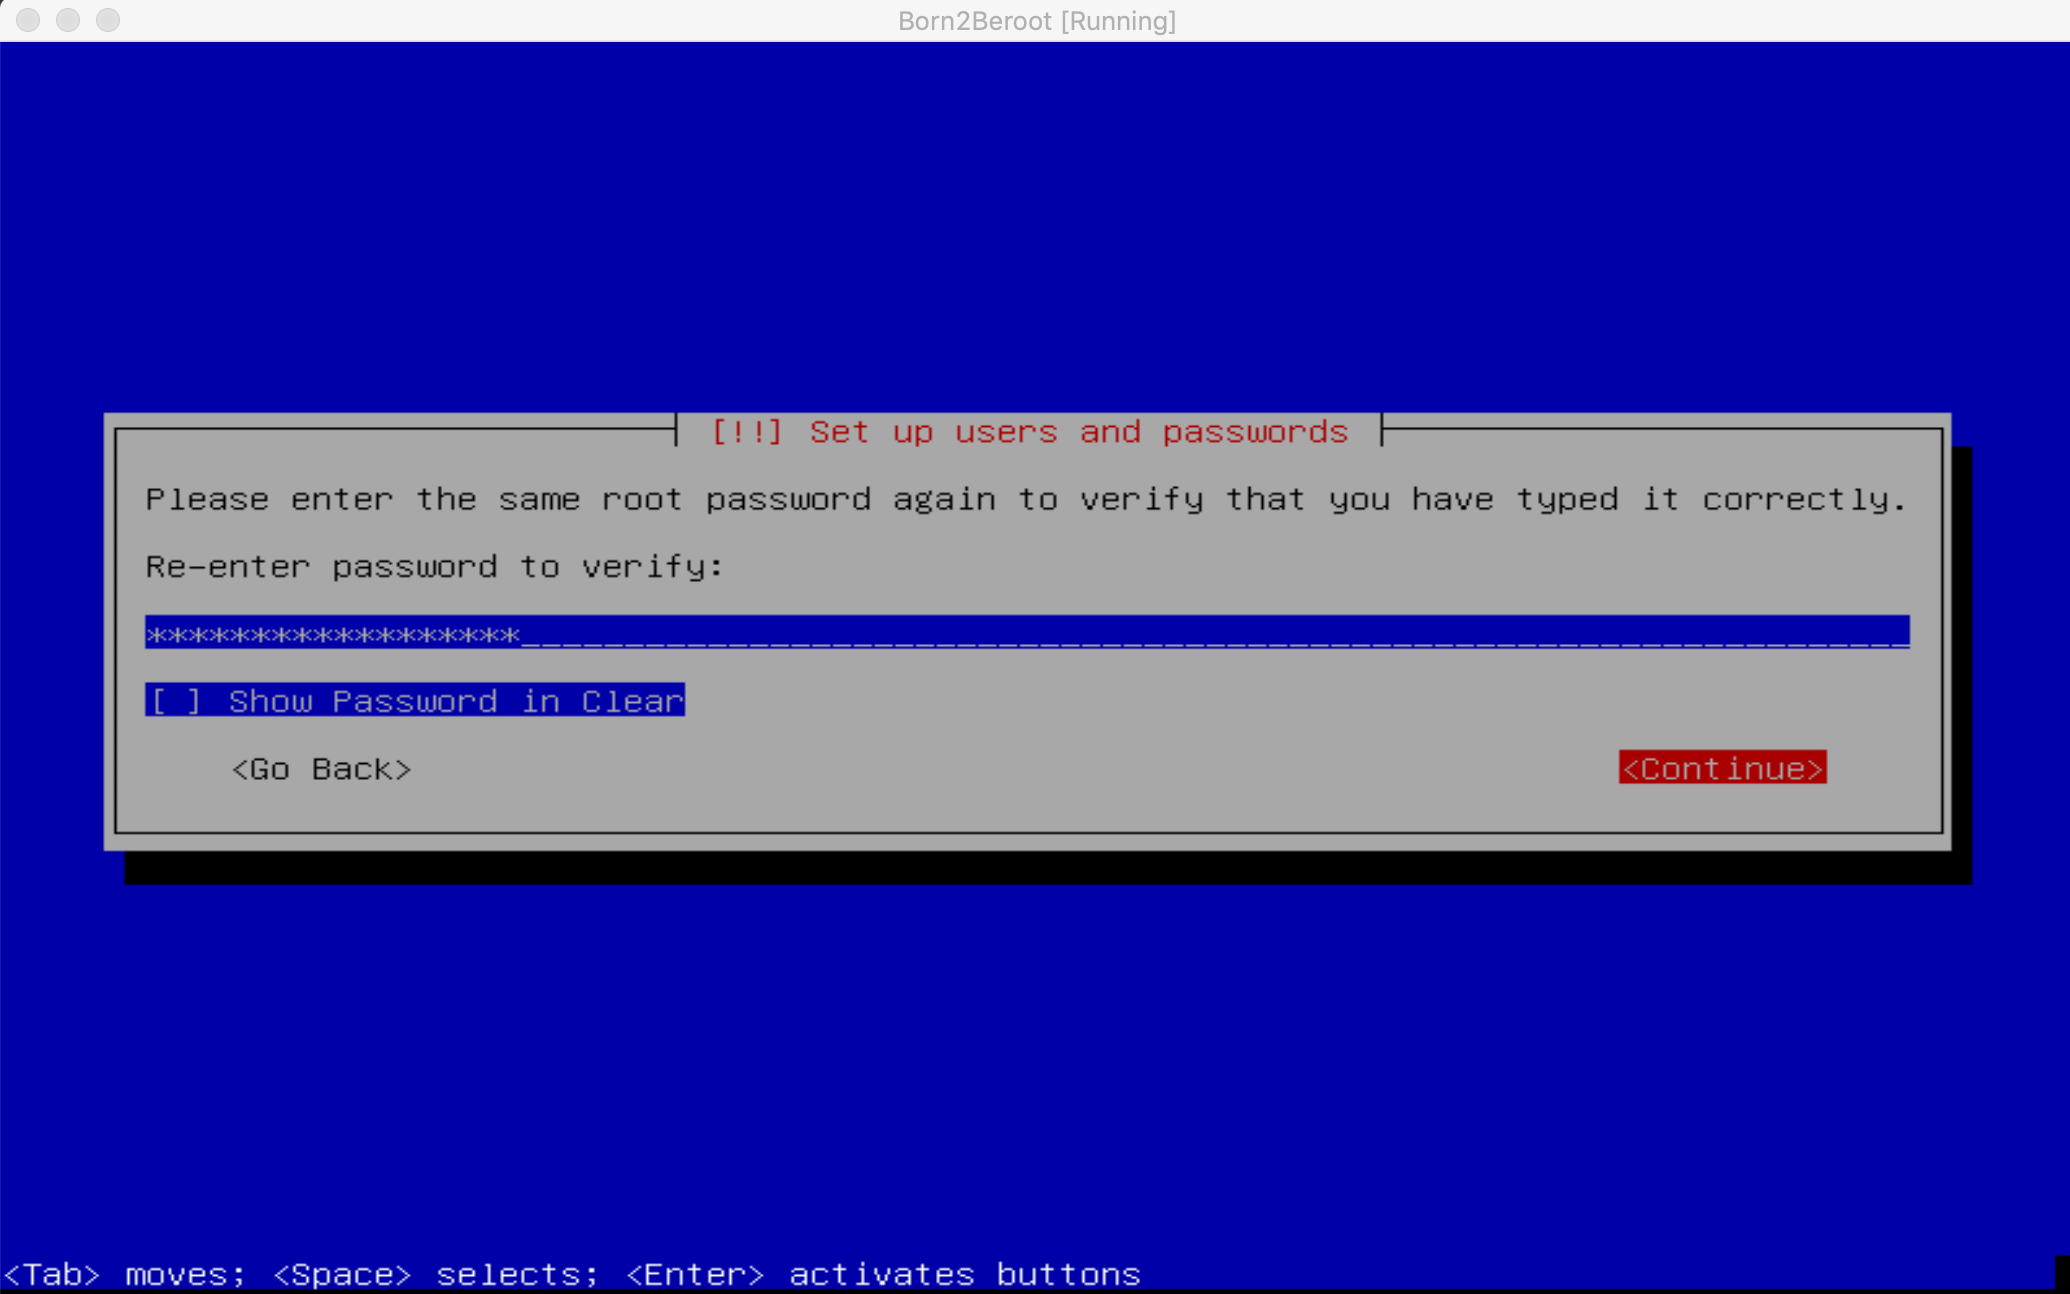 Born2Beroot [Running]
[!!] Set up users and passwords
Please enter the same root password again to verify that you have typed it correctly.
Re-enter password to verify:
******************
[ ] Show Password in Clear
<Go Back> <Continue>
<Tab> moves; <Space> selects; <Enter> activates buttons